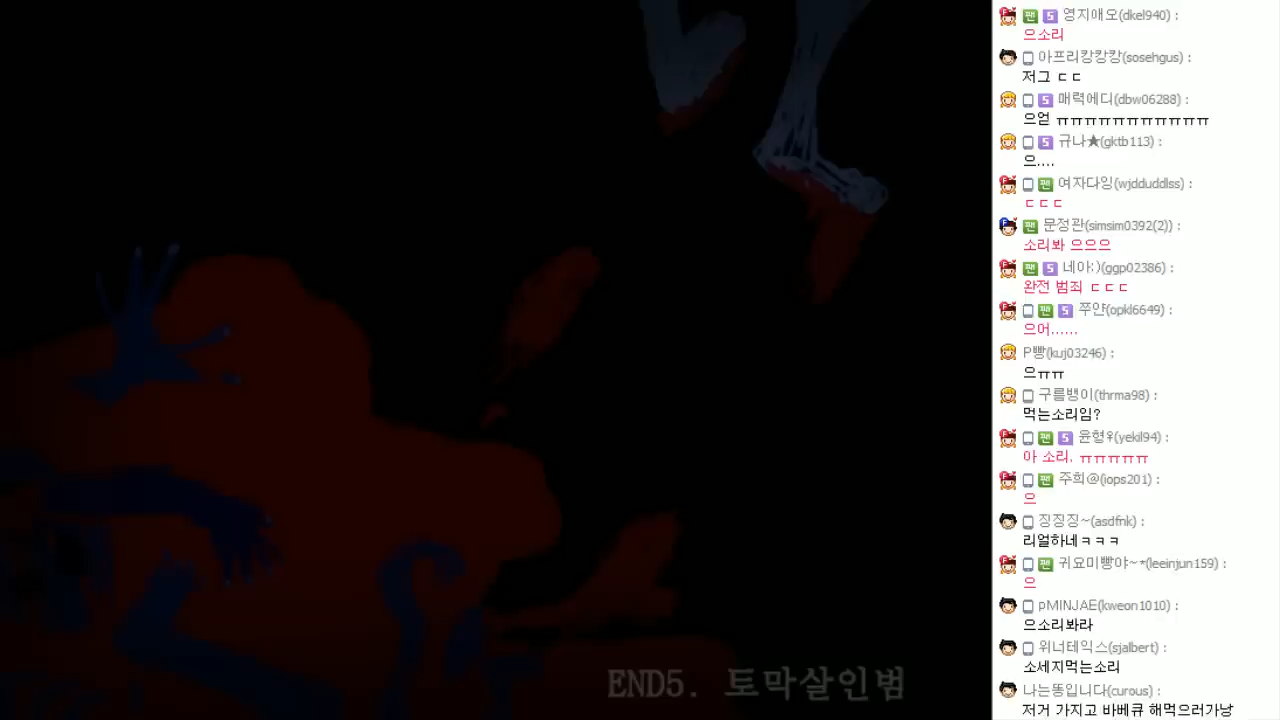 영지애오(dkel940) :
으소리
아프리캉캉캉(sosehgus) :
저그 ㄷㄷ
매력에디(dbw06288) :
으얼 ㅠㅠㅠㅠㅠㅠㅠㅠㅠㅠㅠ
규나★(gktb113) :
으....
여자다잉(wjdduddlss) :
ㄷㄷㄷ
문정관(simsim0392(2)) :
소리봐 으으으
네아;)(ggp02386) :
완전 범죄 ㄷㄷㄷ
쭈얀(opkl6649) :
으어......
P빵(kuj03246) :
으ㅠㅠ
구름뱅이(thrma98) :
먹는소리임?
윤형♀(yekil94) :
아 소리. ㅠㅠㅠㅠㅠ
주희@(iops201) :
으
징징징~(asdfnk) :
리얼하네ㅋㅋㅋ
귀요미빵야~*(leeinjun159) :
으
pMINJAE(kweon1010) :
으소리봐라
위너테익스(sjalbert) :
소세지먹는소리
나는똥입니다(curous) :
저거 가지고 바베큐 해먹으러가낭
END5. 토막살인범